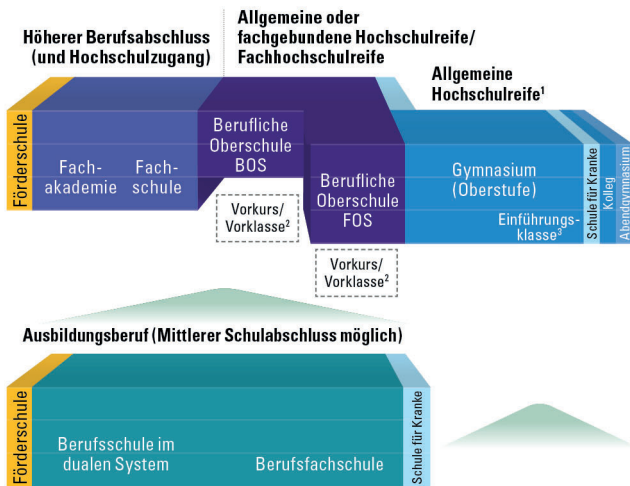 Höherer Berufsabschluss
(und Hochschulzugang)
Allgemeine oder
fachgebundene Hochschulreife/
Fachhochschulreife
Allgemeine
Hochschulreife¹
Förderschule
Fach-
akademie
Fach-
schule
Berufliche
Oberschule
BOS
Vorkurs/
Vorklasse²
Berufliche
Oberschule
FOS
Vorkurs/
Vorklasse²
Gymnasium
(Oberstufe)
Einführungs-
klasse³
Schule für Kranke
Kolleg
Abendgymnasium
Ausbildungsberuf (Mittlerer Schulabschluss möglich)
Förderschule
Berufsschule im
dualen System
Berufsfachschule
Schule für Kranke